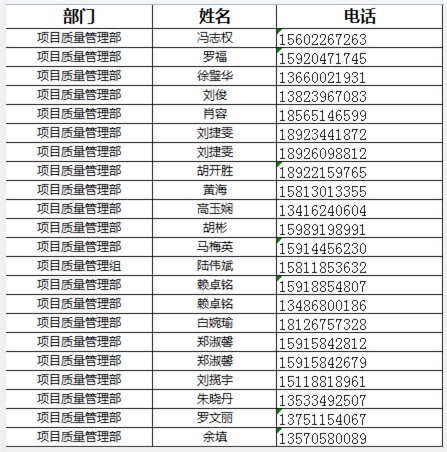 部门 姓名 电话
项目质量管理部 冯志权 15602267263
项目质量管理部 罗福 15920471745
项目质量管理部 徐璧华 13660021931
项目质量管理部 刘俊 13823967083
项目质量管理部 肖容 18565146599
项目质量管理部 刘捷雯 18923441872
项目质量管理部 刘捷雯 18926098812
项目质量管理部 胡开胜 18922159765
项目质量管理部 黄海 15813013355
项目质量管理部 高玉娴 13416240604
项目质量管理部 胡彬 15989198991
项目质量管理部 马梅英 15914456230
项目质量管理组 陆伟斌 15811853632
项目质量管理部 赖卓铭 15918854807
项目质量管理部 赖卓铭 13486800186
项目质量管理部 白婉瑜 18126757328
项目质量管理部 郑淑馨 15915842812
项目质量管理部 郑淑馨 15915842679
项目质量管理部 刘揽宇 15118818961
项目质量管理部 朱晓丹 13533492507
项目质量管理部 罗文丽 13751154067
项目质量管理部 余填 13570580089